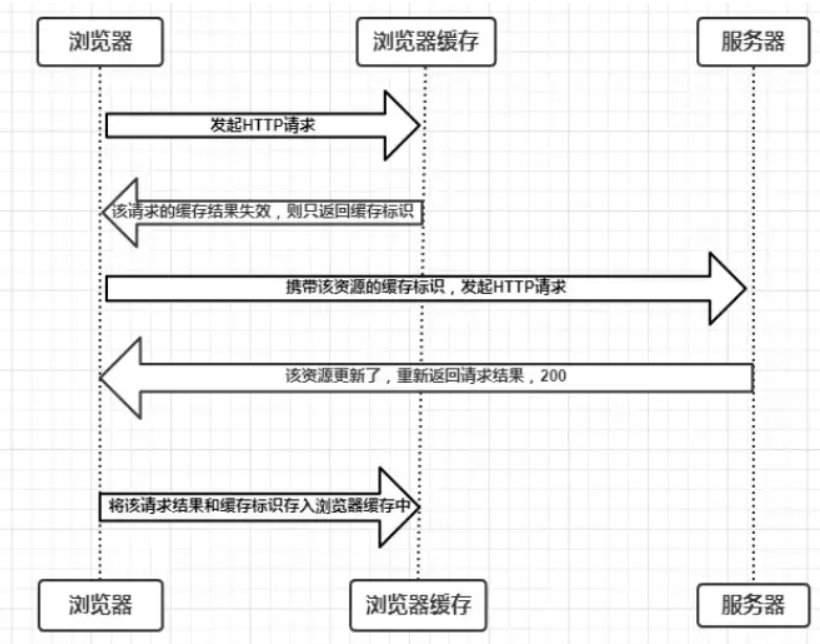 浏览器
浏览器缓存
服务器
发起HTTP请求
该请求的缓存结果失效，则只返回缓存标识
携带该资源的缓存标识，发起HTTP请求
该资源更新了，重新返回请求结果，200
将该请求结果和缓存标识存入浏览器缓存中
浏览器
浏览器缓存
服务器